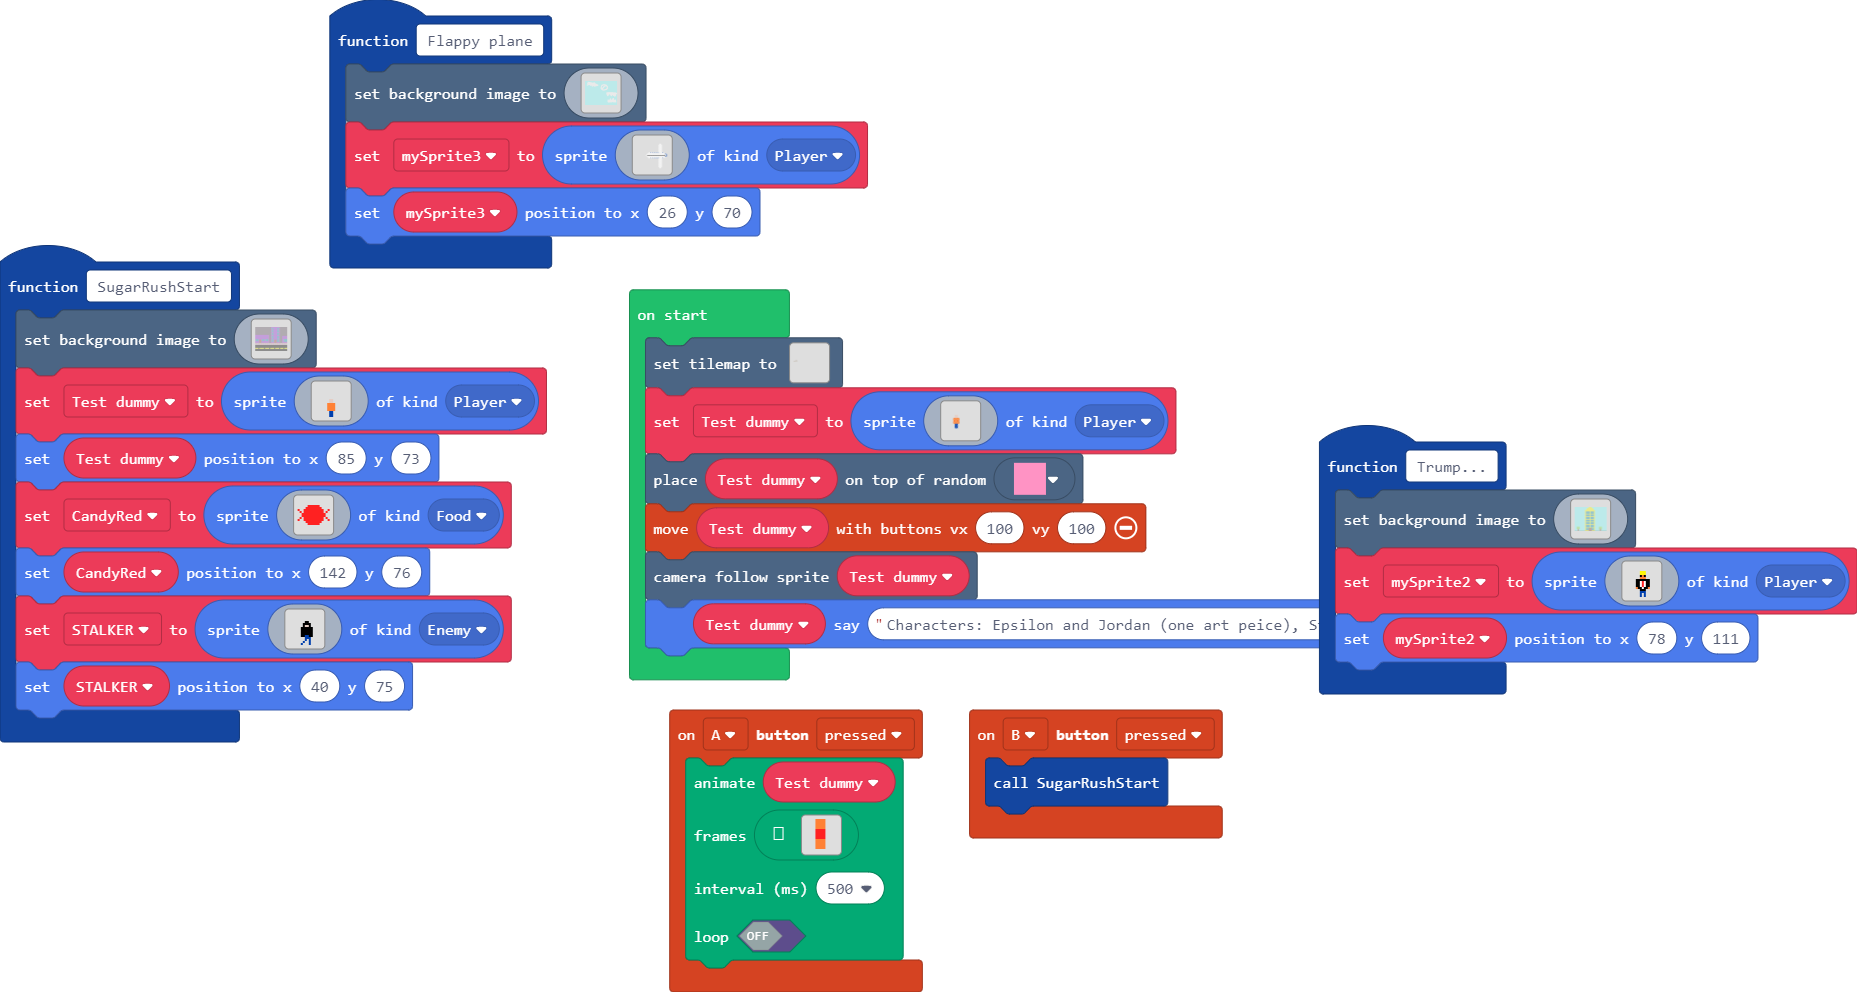 function Flappy plane
set background image to
set mySprite3 to sprite of kind Player
set mySprite3 position to x 26 y 70
function SugarRushStart
set background image to
set Test dummy to sprite of kind Player
set Test dummy position to x 85 y 73
set CandyRed to sprite of kind Food
set CandyRed position to x 142 y 76
set STALKER to sprite of kind Enemy
set STALKER position to x 40 y 75
on start
set tilemap to
set Test dummy to sprite of kind Player
place Test dummy on top of random
move Test dummy with buttons vx 100 vy 100
camera follow sprite Test dummy
Test dummy say "Characters: Epsilon and Jordan (one art peice),
function Trump...
set background image to
set mySprite2 to sprite of kind Player
set mySprite2 position to x 78 y 111
on A button pressed
animate Test dummy
frames
interval (ms) 500
loop OFF
on B button pressed
call SugarRushStart